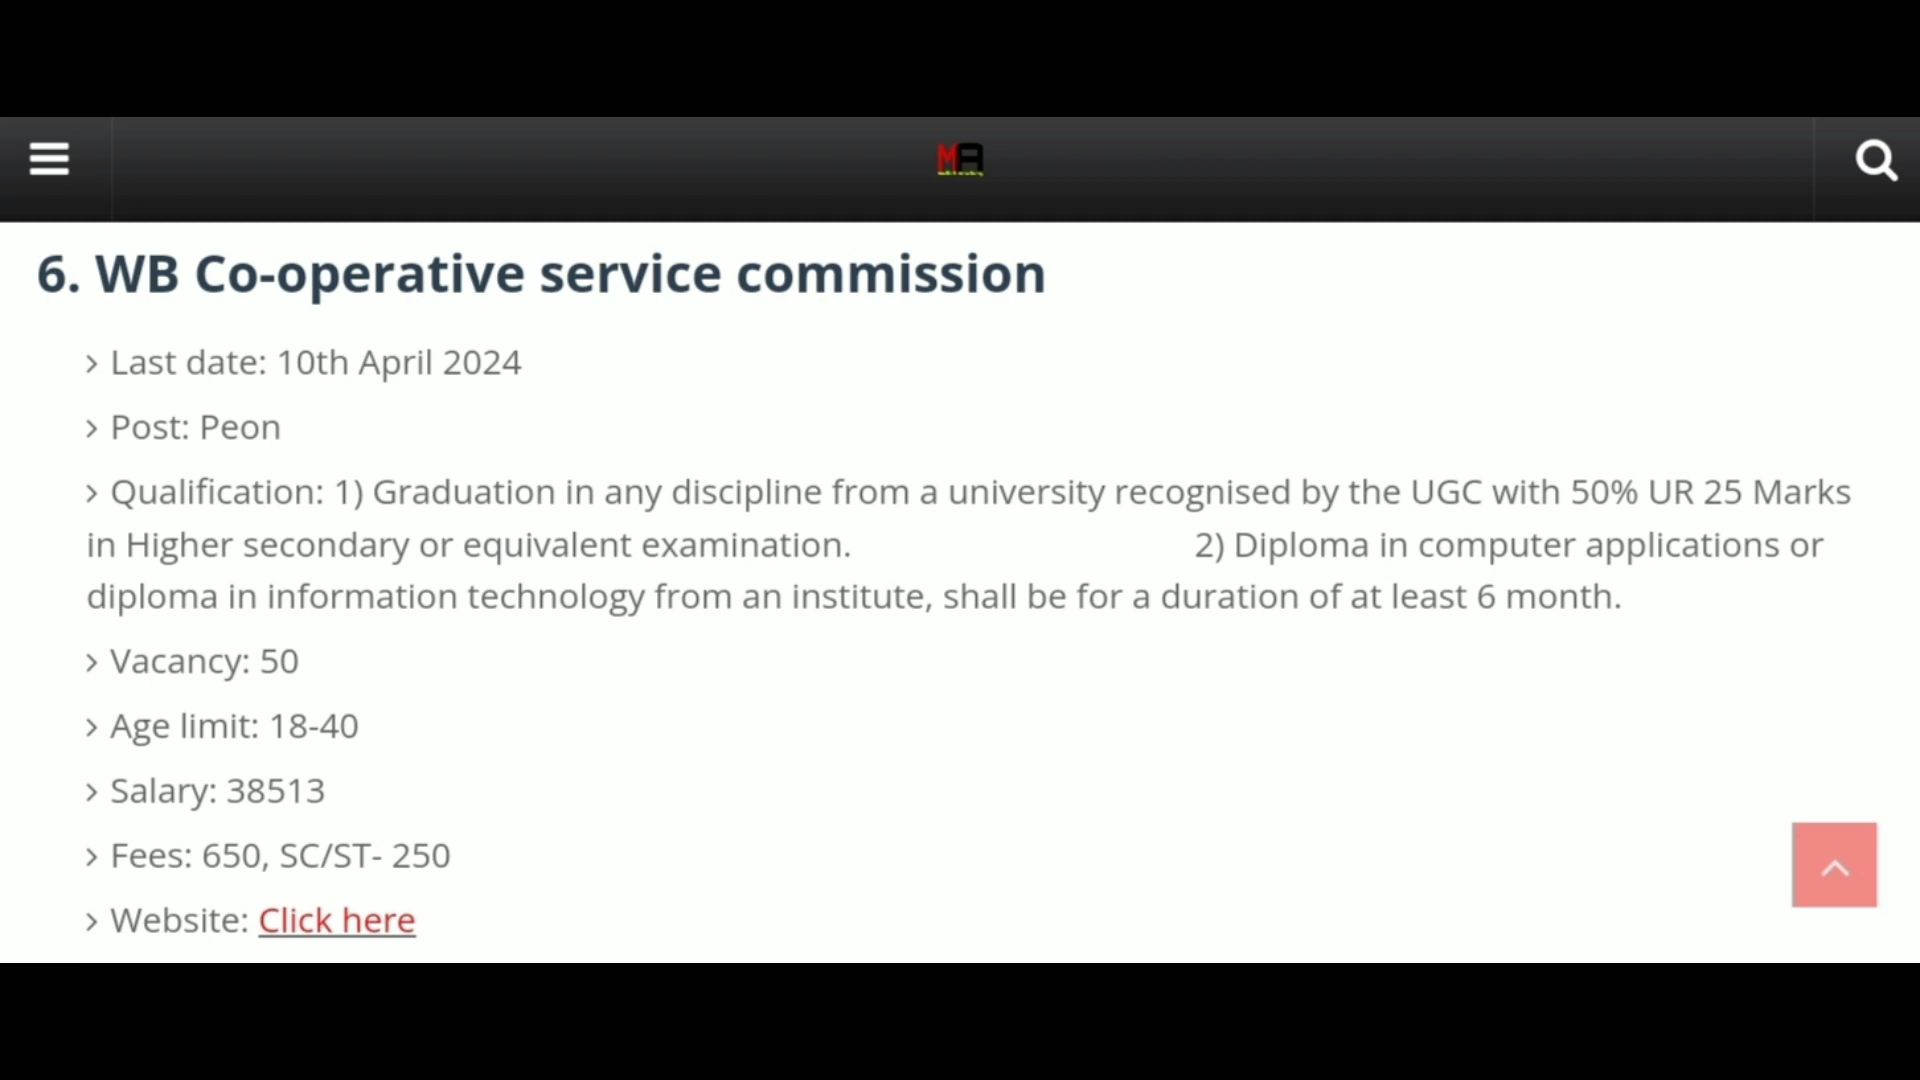 MA
6. WB Co-operative service commission
> Last date: 10th April 2024
> Post: Peon
> Qualification: 1) Graduation in any discipline from a university recognised by the UGC with 50% UR 25 Marks
in Higher secondary or equivalent examination. 2) Diploma in computer applications or
diploma in information technology from an institute, shall be for a duration of at least 6 month.
> Vacancy: 50
> Age limit: 18-40
> Salary: 38513
> Fees: 650, SC/ST- 250
> Website: Click here